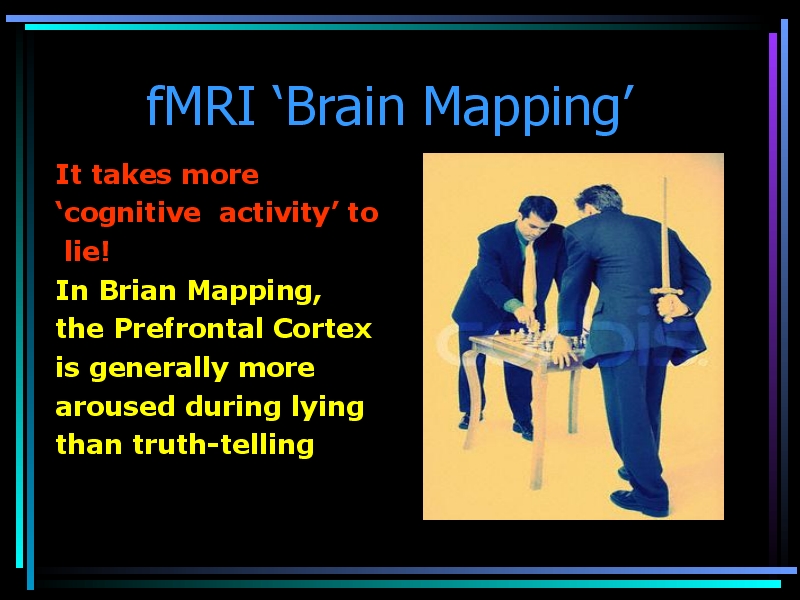 fMRI ‘Brain Mapping’
It takes more
‘cognitive  activity’ to
lie!
In Brian Mapping,
the Prefrontal Cortex
is generally more
aroused during lying
than truth-telling
corbis.